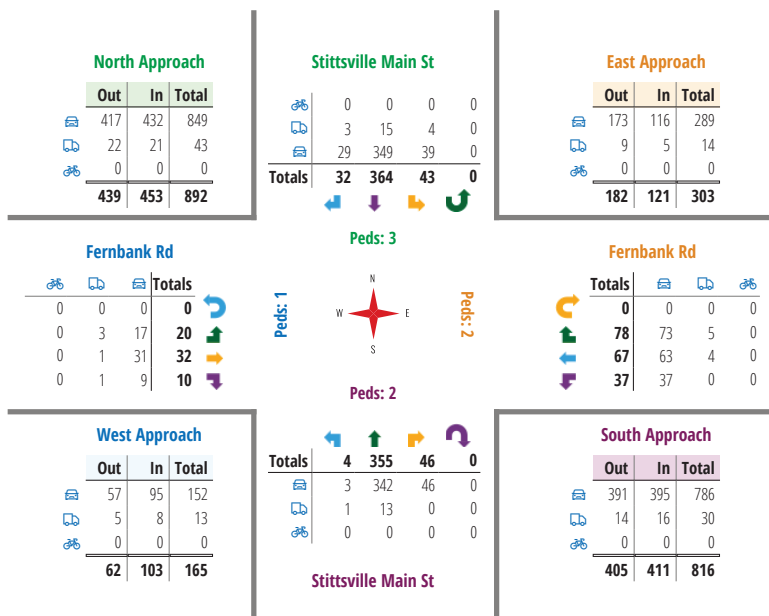 North Approach
Out In Total
417 432 849
22 21 43
0 0 0
439 453 892
Stittsville Main St
0 0 0 0
3 15 4 0
29 349 39 0
Totals 32 364 43 0
East Approach
Out In Total
173 116 289
9 5 14
0 0 0
182 121 303
Fernbank Rd
Totals
0 0 0 0
0 3 17 20
0 1 31 32
0 1 9 10
Peds: 3
Peds: 1
N
W E
S
Peds: 2
Peds: 2
Fernbank Rd
Totals
0 0 0 0
78 73 5 0
67 63 4 0
37 37 0 0
West Approach
Out In Total
57 95 152
5 8 13
0 0 0
62 103 165
Totals 4 355 46 0
3 342 46 0
1 13 0 0
0 0 0 0
Stittsville Main St
South Approach
Out In Total
391 395 786
14 16 30
0 0 0
405 411 816